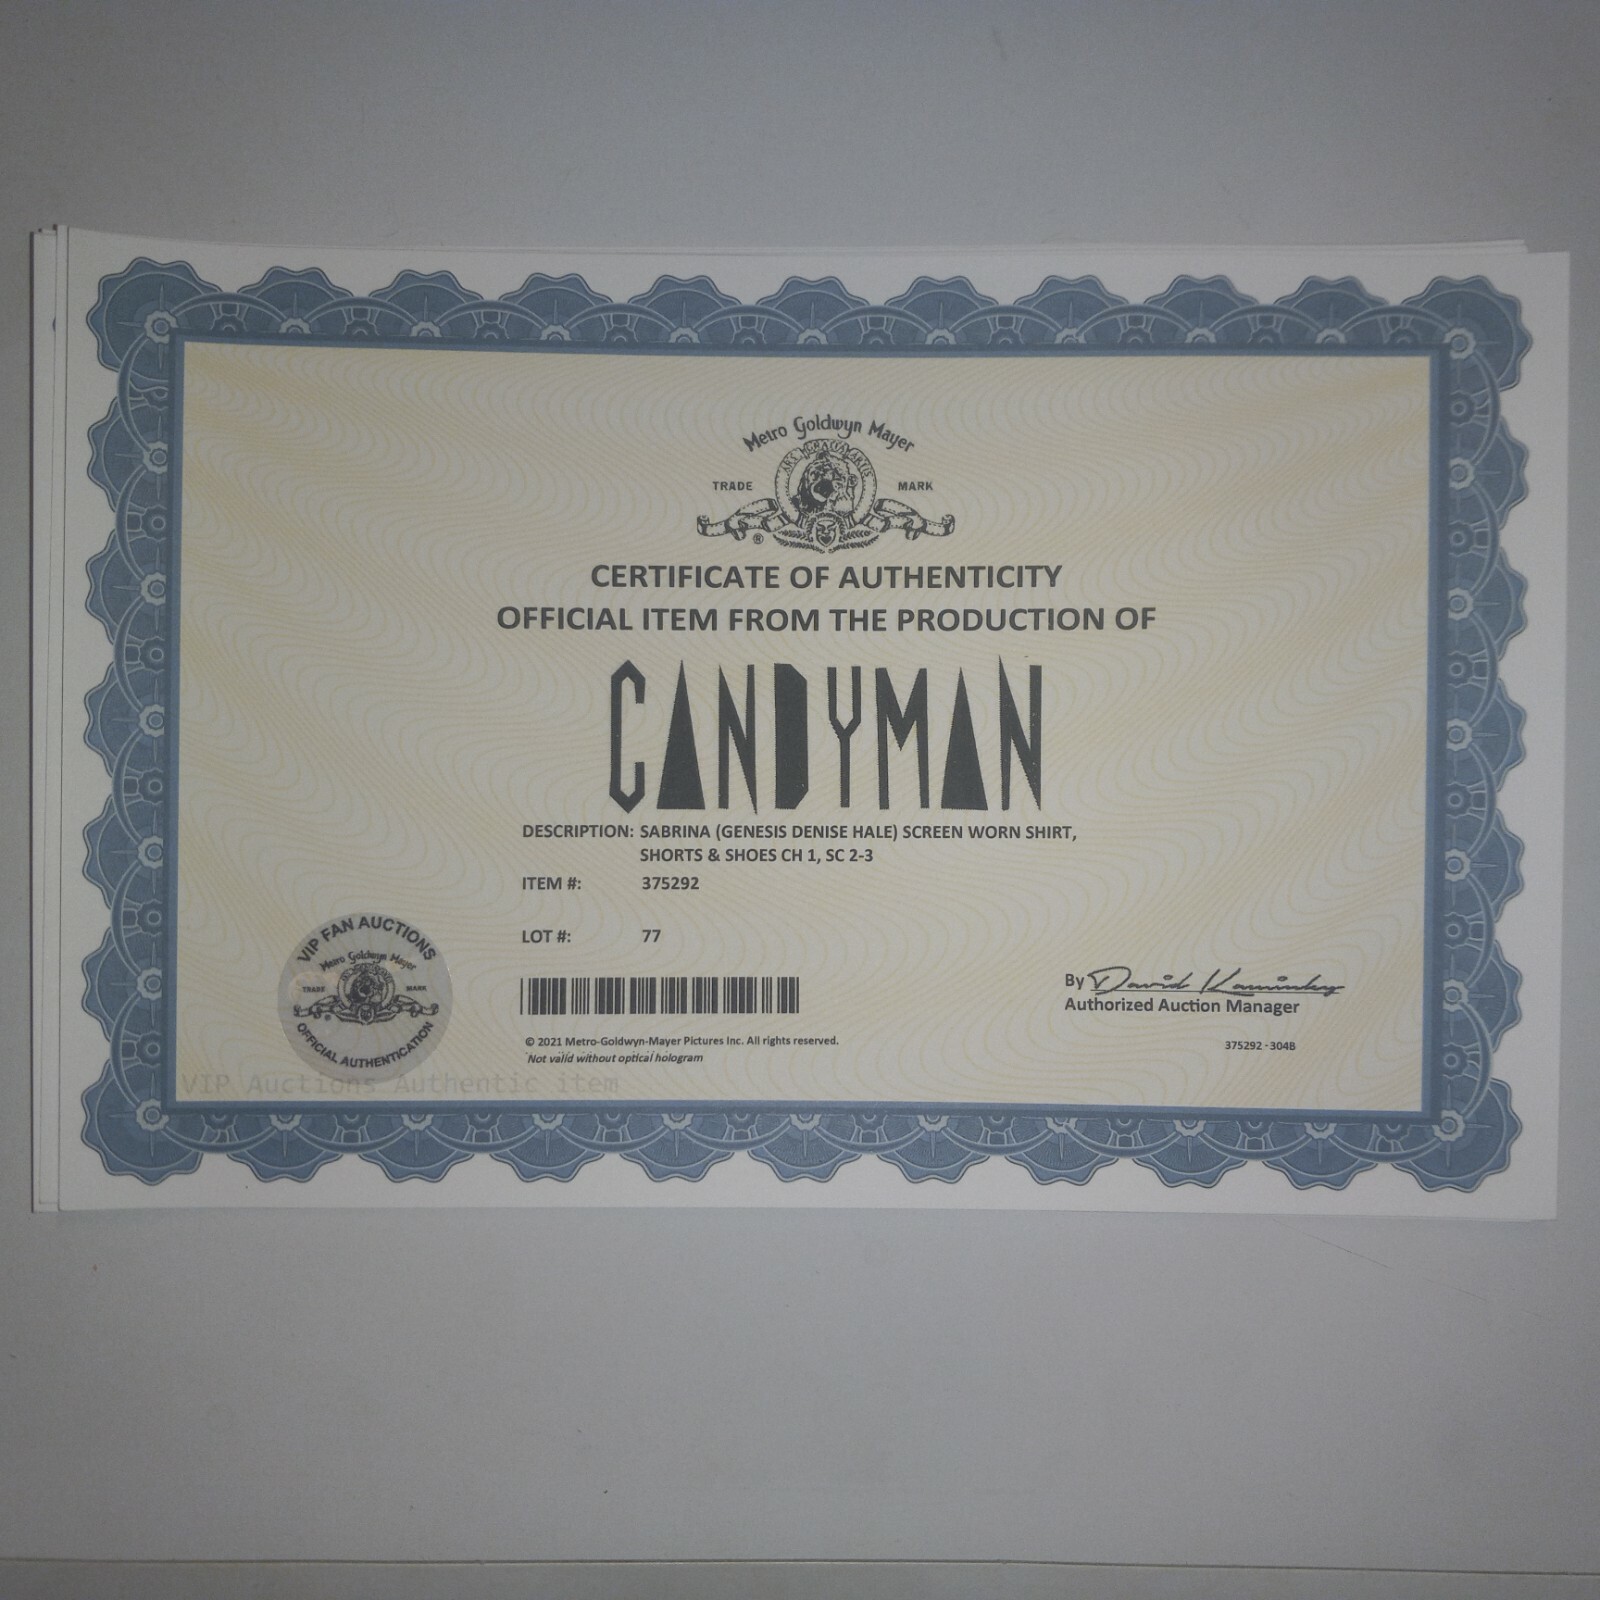 Metro Goldwyn Mayer
ARS GRATIA ARTIS
TRADE MARK
®
CERTIFICATE OF AUTHENTICITY
OFFICIAL ITEM FROM THE PRODUCTION OF
CANDYMAN
DESCRIPTION: SABRINA (GENESIS DENISE HALE) SCREEN WORN SHIRT,
SHORTS & SHOES CH 1, SC 2-3
ITEM #: 375292
LOT #: 77
VIP FAN AUCTIONS
Metro Goldwyn Mayer
TRADE MARK
®
OFFICIAL AUTHENTICATION
By David Kaminsky
Authorized Auction Manager
© 2021 Metro-Goldwyn-Mayer Pictures Inc. All rights reserved.
Not valid without optical hologram
375292 - 304B
VIP Auctions Authentic item